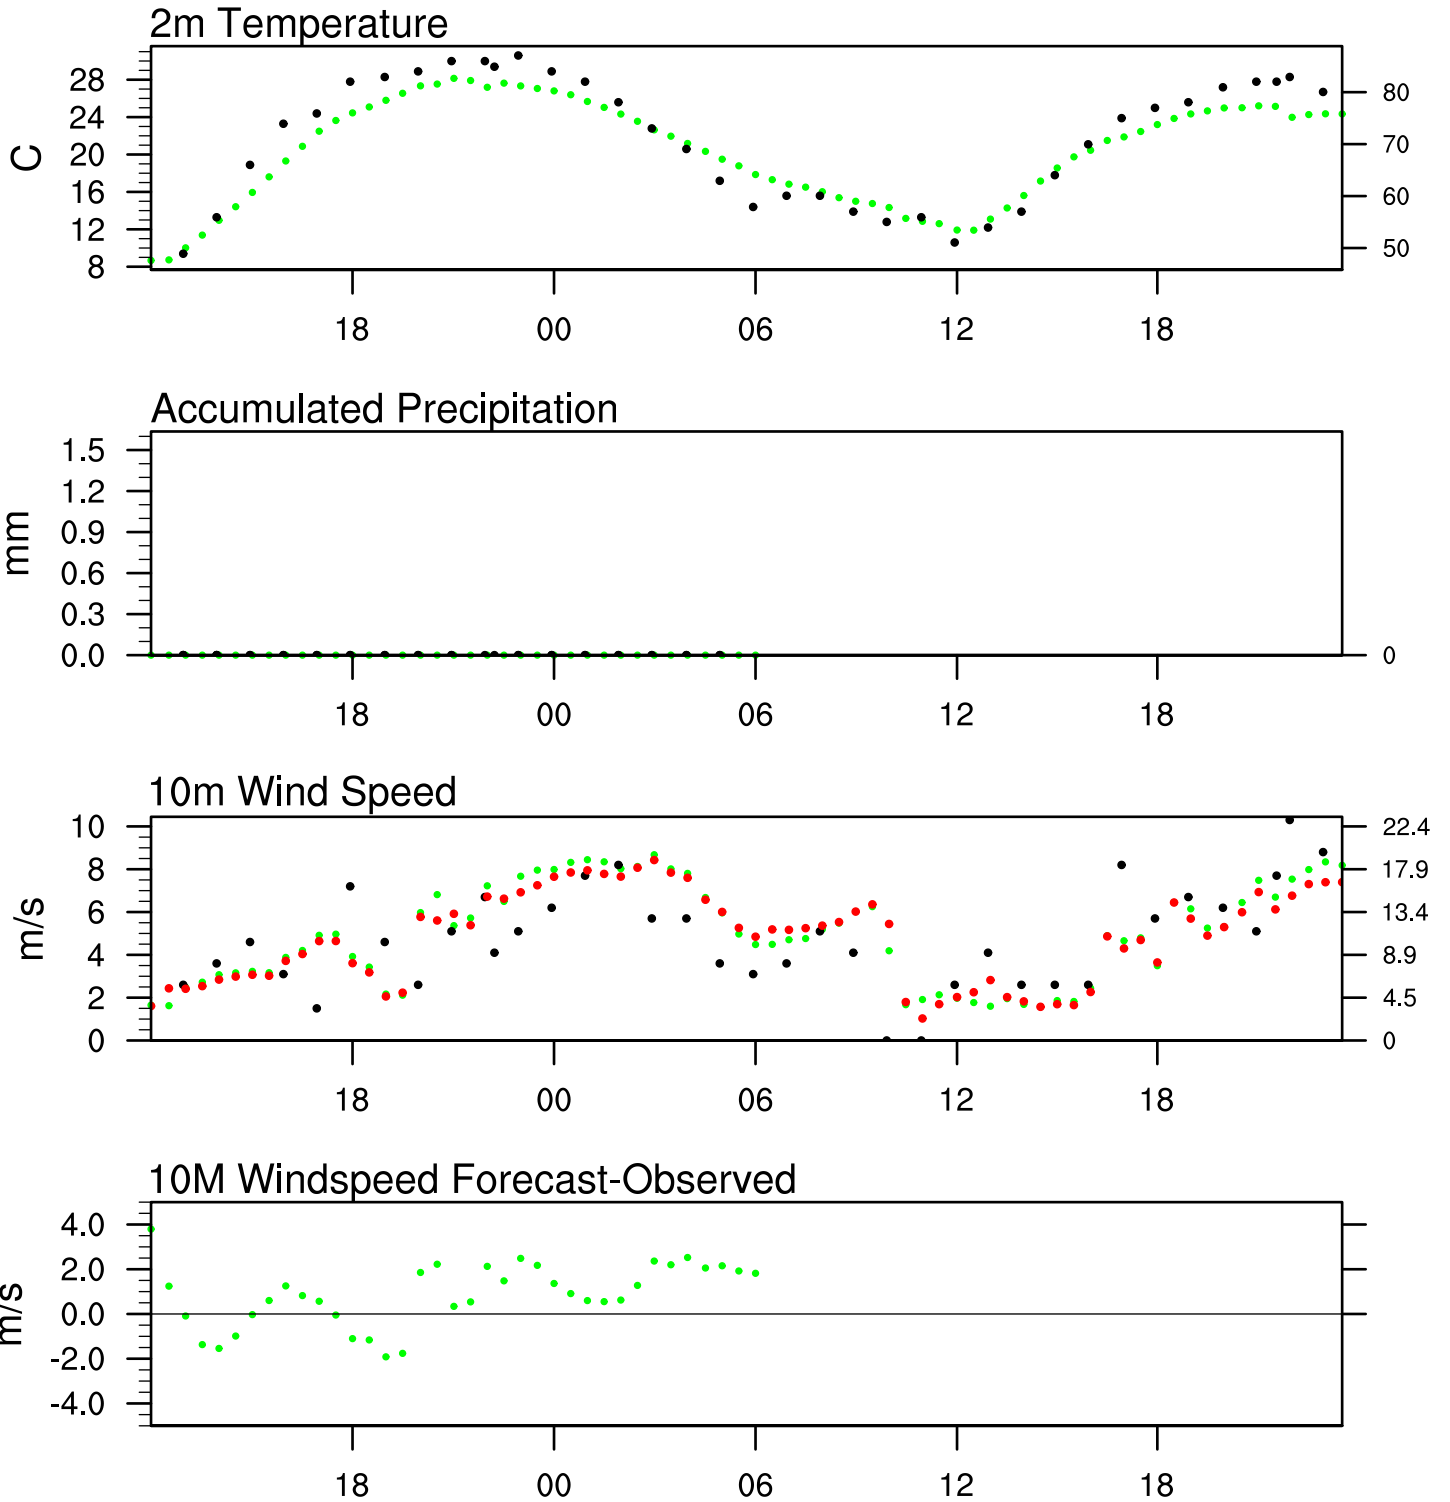 2m Temperature
28
24
20
16
12
8
C
80
70
60
50
18 00 06 12 18
Accumulated Precipitation
1.5
1.2
0.9
0.6
0.3
0.0
mm
0
18 00 06 12 18
10m Wind Speed
10
8
6
4
2
0
m/s
22.4
17.9
13.4
8.9
4.5
0
18 00 06 12 18
10M Windspeed Forecast-Observed
4.0
2.0
0.0
-2.0
-4.0
m/s
18 00 06 12 18